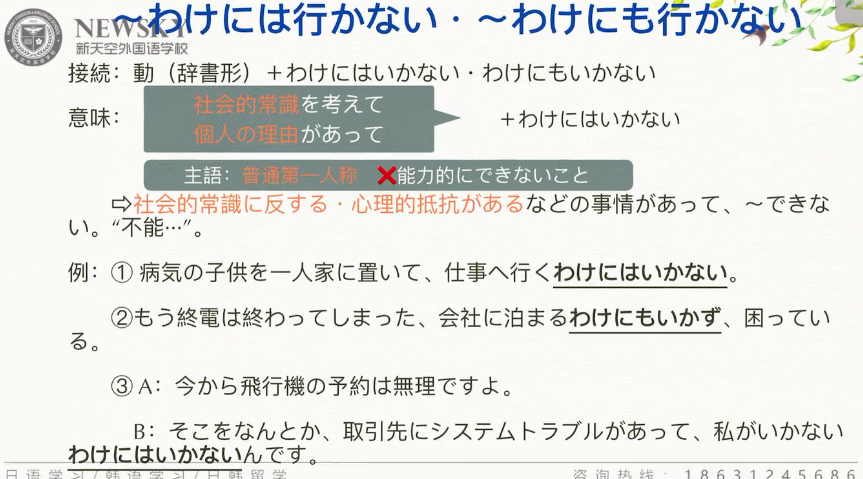 ～わけには行かない・～わけにも行かない
NEWSKY
新天空外国语学校
接続：動（辞書形）＋わけにはいかない・わけにもいかない
意味：
社会的常識を考えて
個人の理由があって
＋わけにはいかない
主語：普通第一人称 ❌能力的にできないこと
⇨社会的常識に反する・心理的抵抗があるなどの事情があって、～できな
い。“不能…”。
例：① 病気の子供を一人家に置いて、仕事へ行くわけにはいかない。
②もう終電は終わってしまった、会社に泊まるわけにもいかず、困ってい
る。
③ A：今から飛行機の予約は無理ですよ。
B：そこをなんとか、取引先にシステムトラブルがあって、私がいかない
わけにはいかないんです。
日语学习/韩语学习/日韩留学
咨询热线：18631245686